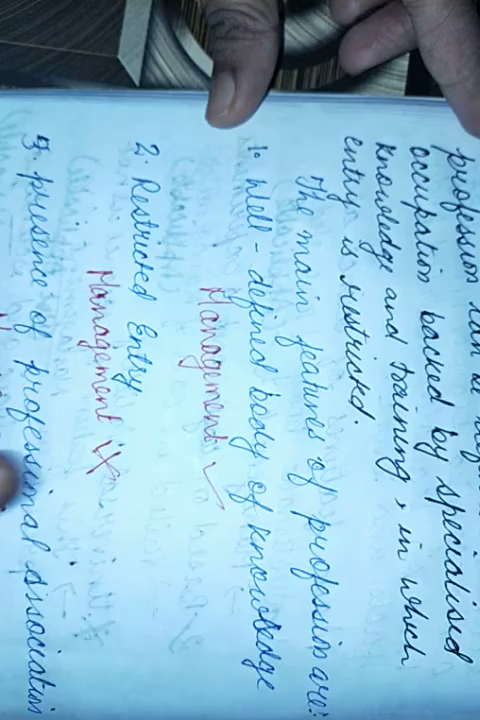 profession can be
occupation backed by specialised
knowledge and training, in which
entry is restricted.
The main features of profession are:
1. Well-defined body of knowledge
Management ✓
2. Restricted Entry
Management ✗
3. presence of professional Association